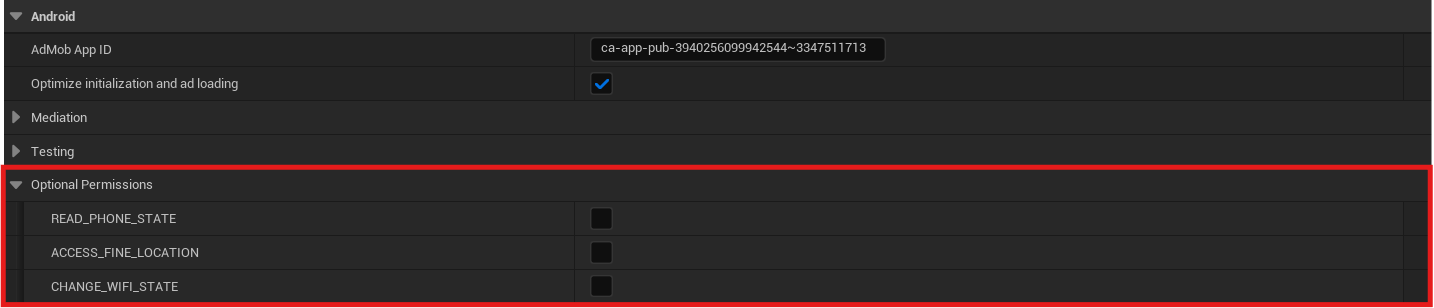 Android
AdMob App ID ca-app-pub-3940256099942544~3347511713
Optimize initialization and ad loading
Mediation
Testing
Optional Permissions
READ_PHONE_STATE
ACCESS_FINE_LOCATION
CHANGE_WIFI_STATE